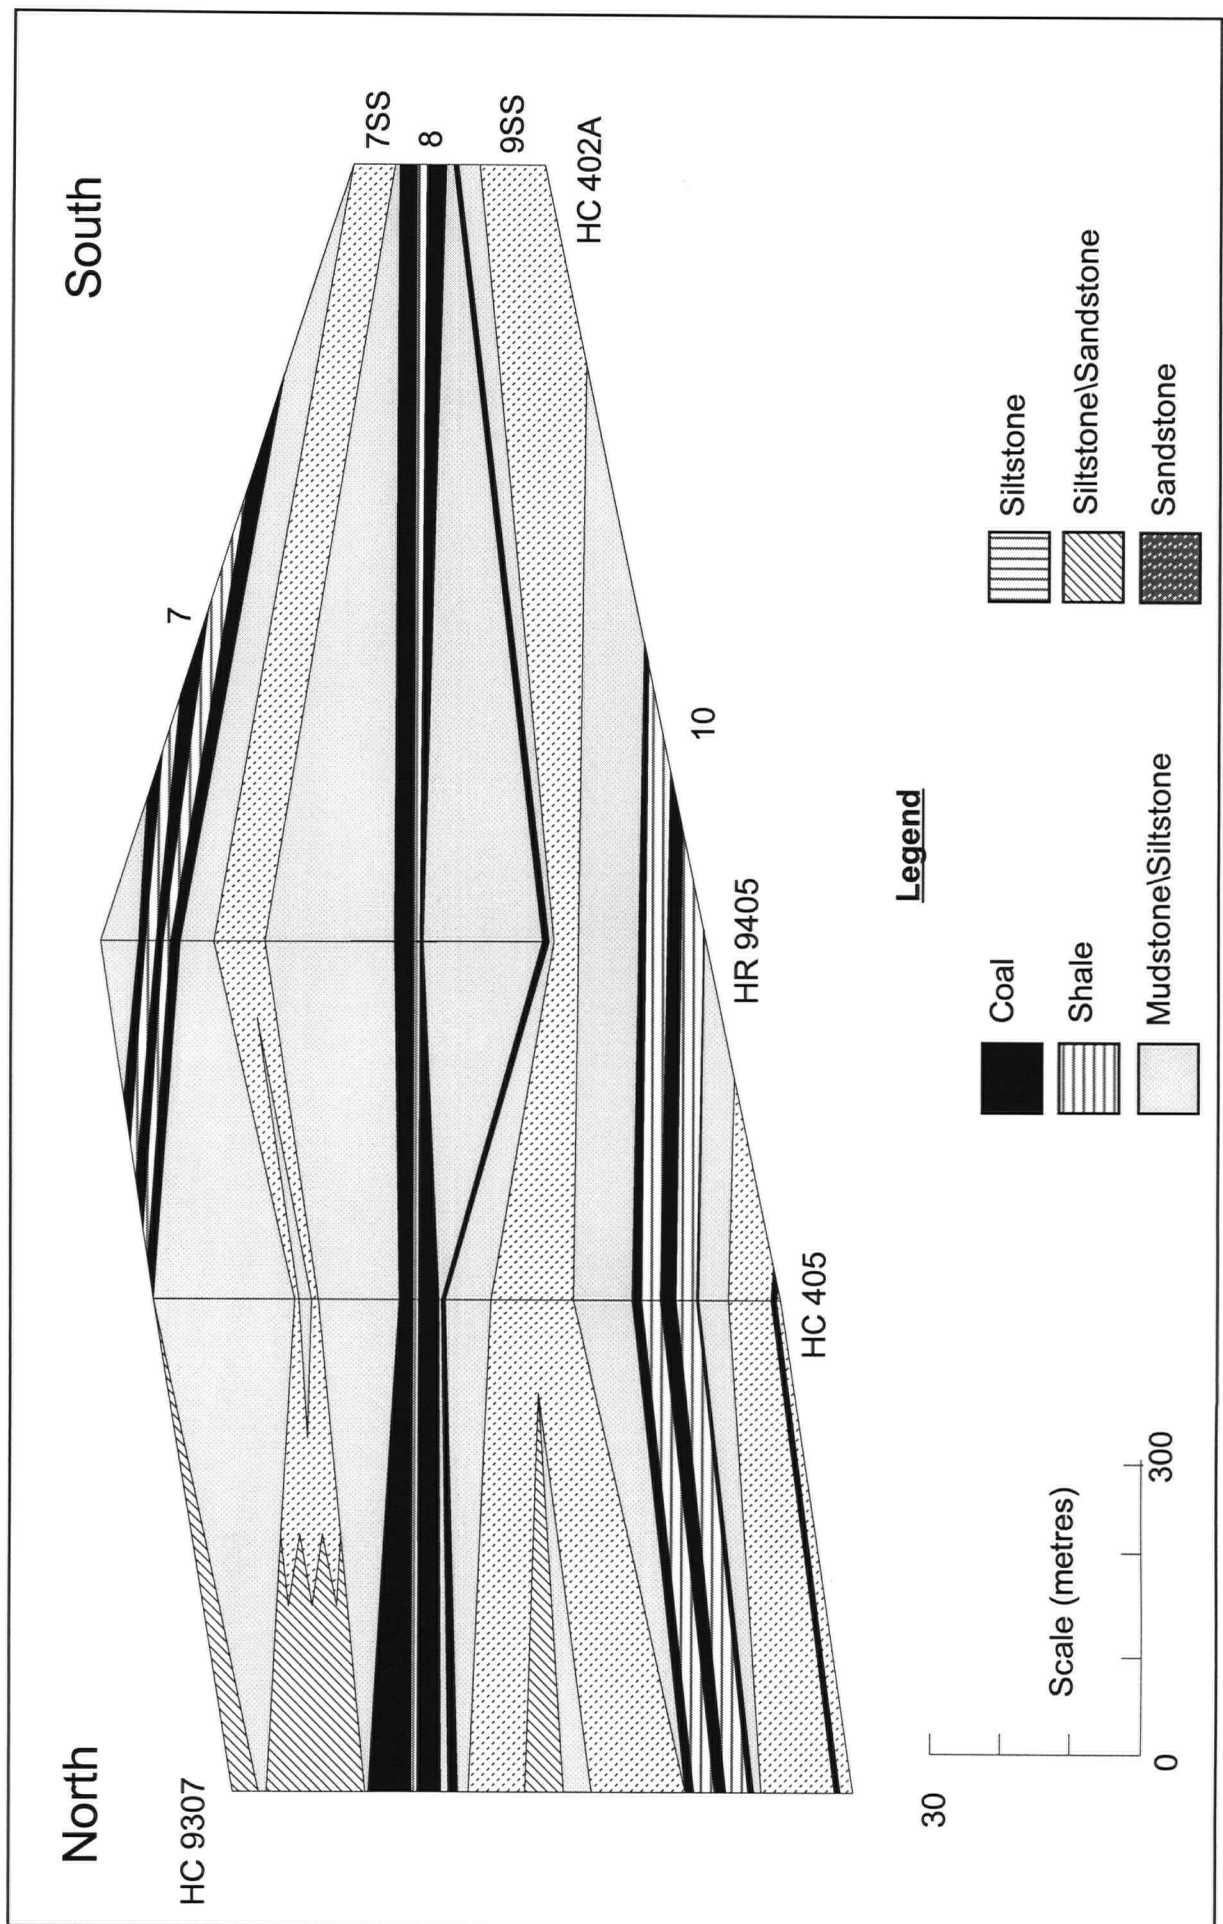 North
South
HC 9307
7
7SS
8
9SS
HC 402A
10
HR 9405
HC 405
Legend
Coal
Shale
Mudstone\Siltstone
Siltstone
Siltstone\Sandstone
Sandstone
30
Scale (metres)
0
300